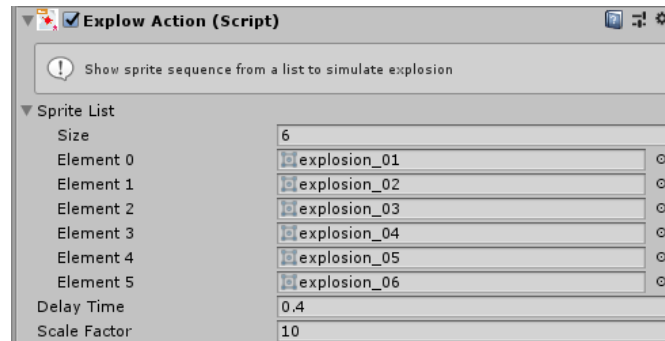 Explow Action (Script)
Show sprite sequence from a list to simulate explosion
Sprite List
Size 6
Element 0 explosion_01
Element 1 explosion_02
Element 2 explosion_03
Element 3 explosion_04
Element 4 explosion_05
Element 5 explosion_06
Delay Time 0.4
Scale Factor 10